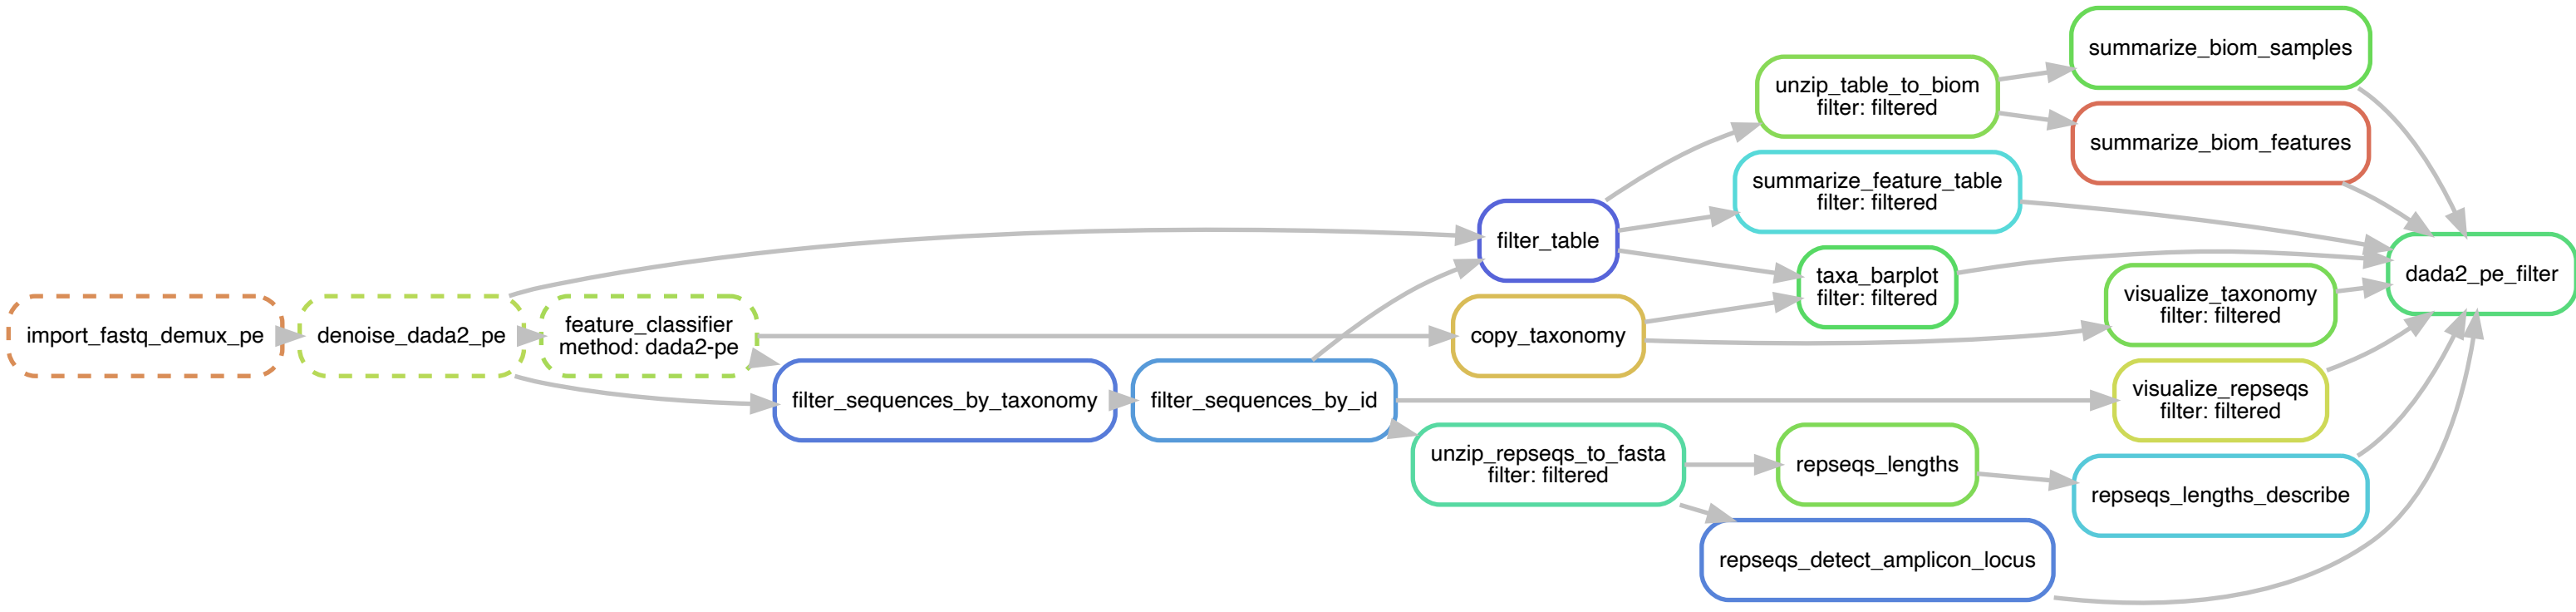 import_fastq_demux_pe
denoise_dada2_pe
feature_classifier
method: dada2-pe
filter_sequences_by_taxonomy
filter_sequences_by_id
filter_table
copy_taxonomy
unzip_repseqs_to_fasta
filter: filtered
unzip_table_to_biom
filter: filtered
summarize_feature_table
filter: filtered
taxa_barplot
filter: filtered
repseqs_lengths
repseqs_detect_amplicon_locus
summarize_biom_samples
summarize_biom_features
visualize_taxonomy
filter: filtered
visualize_repseqs
filter: filtered
repseqs_lengths_describe
dada2_pe_filter